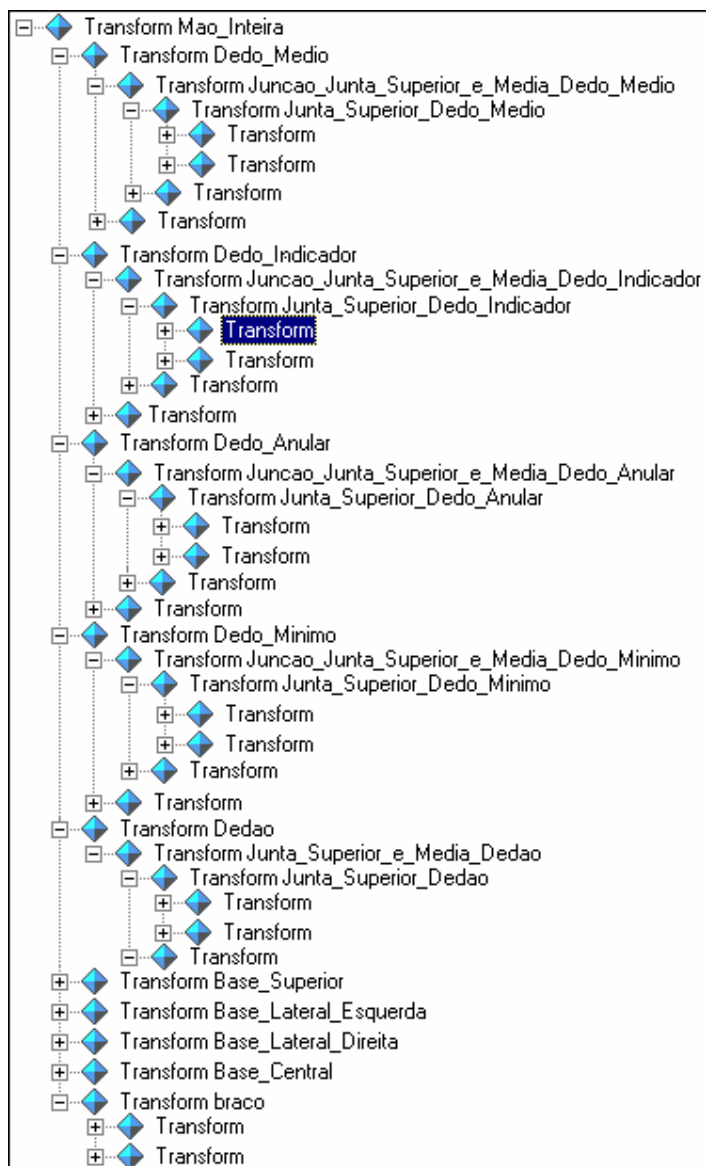 Transform Mao_Inteira
Transform Dedo_Medio
Transform Juncao_Junta_Superior_e_Media_Dedo_Medio
Transform Junta_Superior_Dedo_Medio
Transform
Transform
Transform
Transform
Transform Dedo_Indicador
Transform Juncao_Junta_Superior_e_Media_Dedo_Indicador
Transform Junta_Superior_Dedo_Indicador
Transform
Transform
Transform
Transform
Transform Dedo_Anular
Transform Juncao_Junta_Superior_e_Media_Dedo_Anular
Transform Junta_Superior_Dedo_Anular
Transform
Transform
Transform
Transform
Transform Dedo_Minimo
Transform Juncao_Junta_Superior_e_Media_Dedo_Minimo
Transform Junta_Superior_Dedo_Minimo
Transform
Transform
Transform
Transform
Transform Dedao
Transform Junta_Superior_e_Media_Dedao
Transform Junta_Superior_Dedao
Transform
Transform
Transform
Transform Base_Superior
Transform Base_Lateral_Esquerda
Transform Base_Lateral_Direita
Transform Base_Central
Transform braco
Transform
Transform